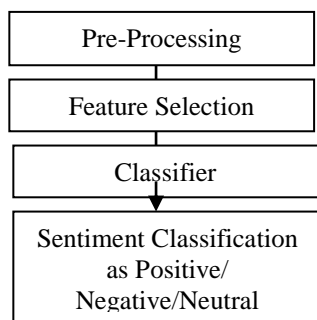 Pre-Processing
Feature Selection
Classifier
Sentiment Classification
as Positive/
Negative/Neutral